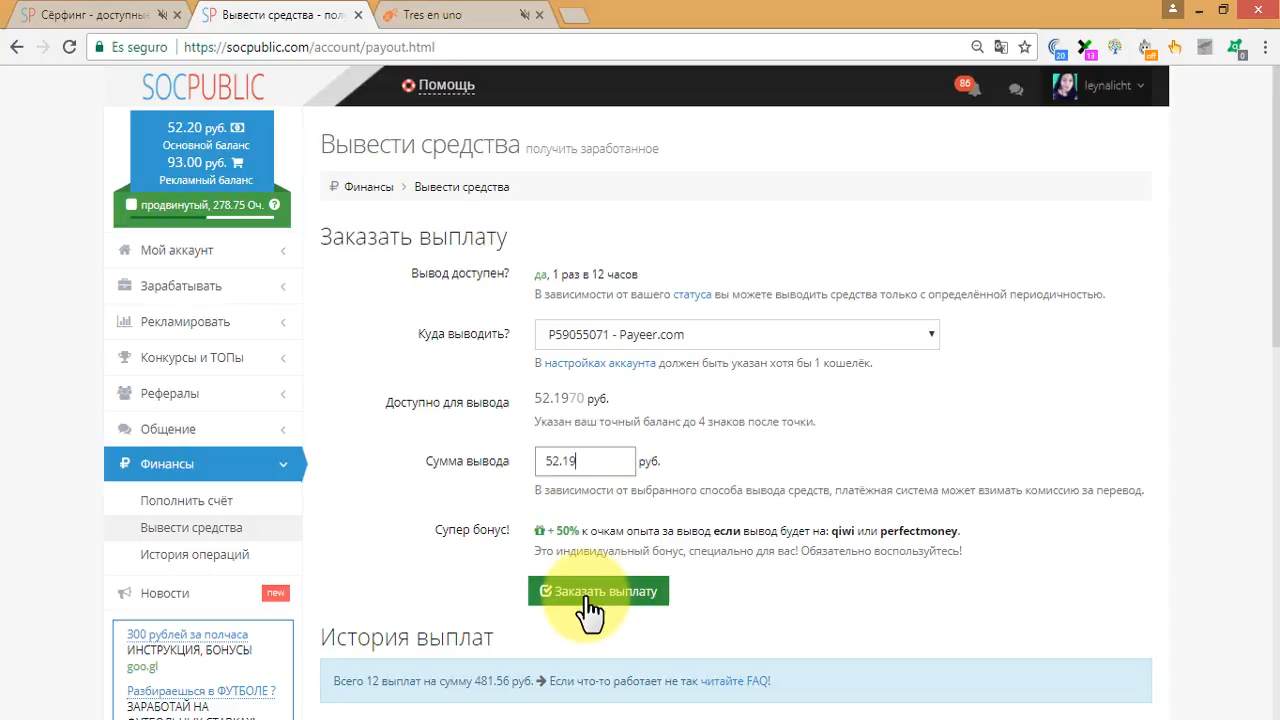 Сёрфинг - доступные
Вывести средства - пол
Tres en uno
Es seguro
https://socpublic.com/account/payout.html
20
13
off
0
SOCPUBLIC
Помощь
86
leynalicht
52.20 руб.
Основной баланс
93.00 руб.
Рекламный баланс
продвинутый, 278.75 Оч. ?
Мой аккаунт
Зарабатывать
Рекламировать
Конкурсы и ТОПы
Рефералы
Общение
Финансы
Пополнить счёт
Вывести средства
История операций
Новости new
300 рублей за полчаса
ИНСТРУКЦИЯ, БОНУСЫ
goo.gl
Разбираешься в ФУТБОЛЕ ?
ЗАРАБОТАЙ НА
Вывести средства получить заработанное
₽ Финансы > Вывести средства
Заказать выплату
Вывод доступен? да, 1 раз в 12 часов
В зависимости от вашего статуса вы можете выводить средства только с определённой периодичностью.
Куда выводить? P59055071 - Payeer.com
В настройках аккаунта должен быть указан хотя бы 1 кошелёк.
Доступно для вывода 52.1970 руб.
Указан ваш точный баланс до 4 знаков после точки.
Сумма вывода 52.19 руб.
В зависимости от выбранного способа вывода средств, платёжная система может взимать комиссию за перевод.
Супер бонус! + 50% к очкам опыта за вывод если вывод будет на: qiwi или perfectmoney.
Это индивидуальный бонус, специально для вас! Обязательно воспользуйтесь!
Заказать выплату
История выплат
Всего 12 выплат на сумму 481.56 руб. → Если что-то работает не так читайте FAQ!